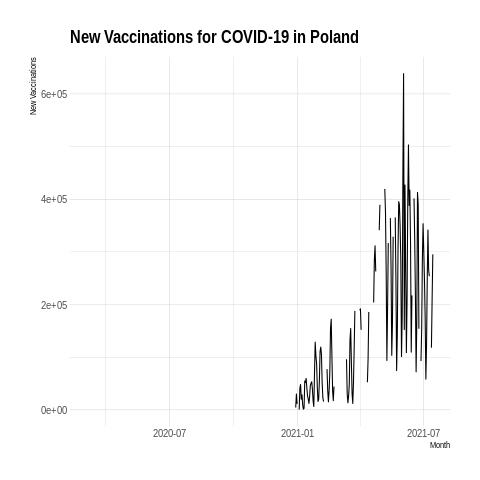 New Vaccinations for COVID-19 in Poland
New Vaccinations
6e+05
4e+05
2e+05
0e+00
2020-07
2021-01
2021-07
Month